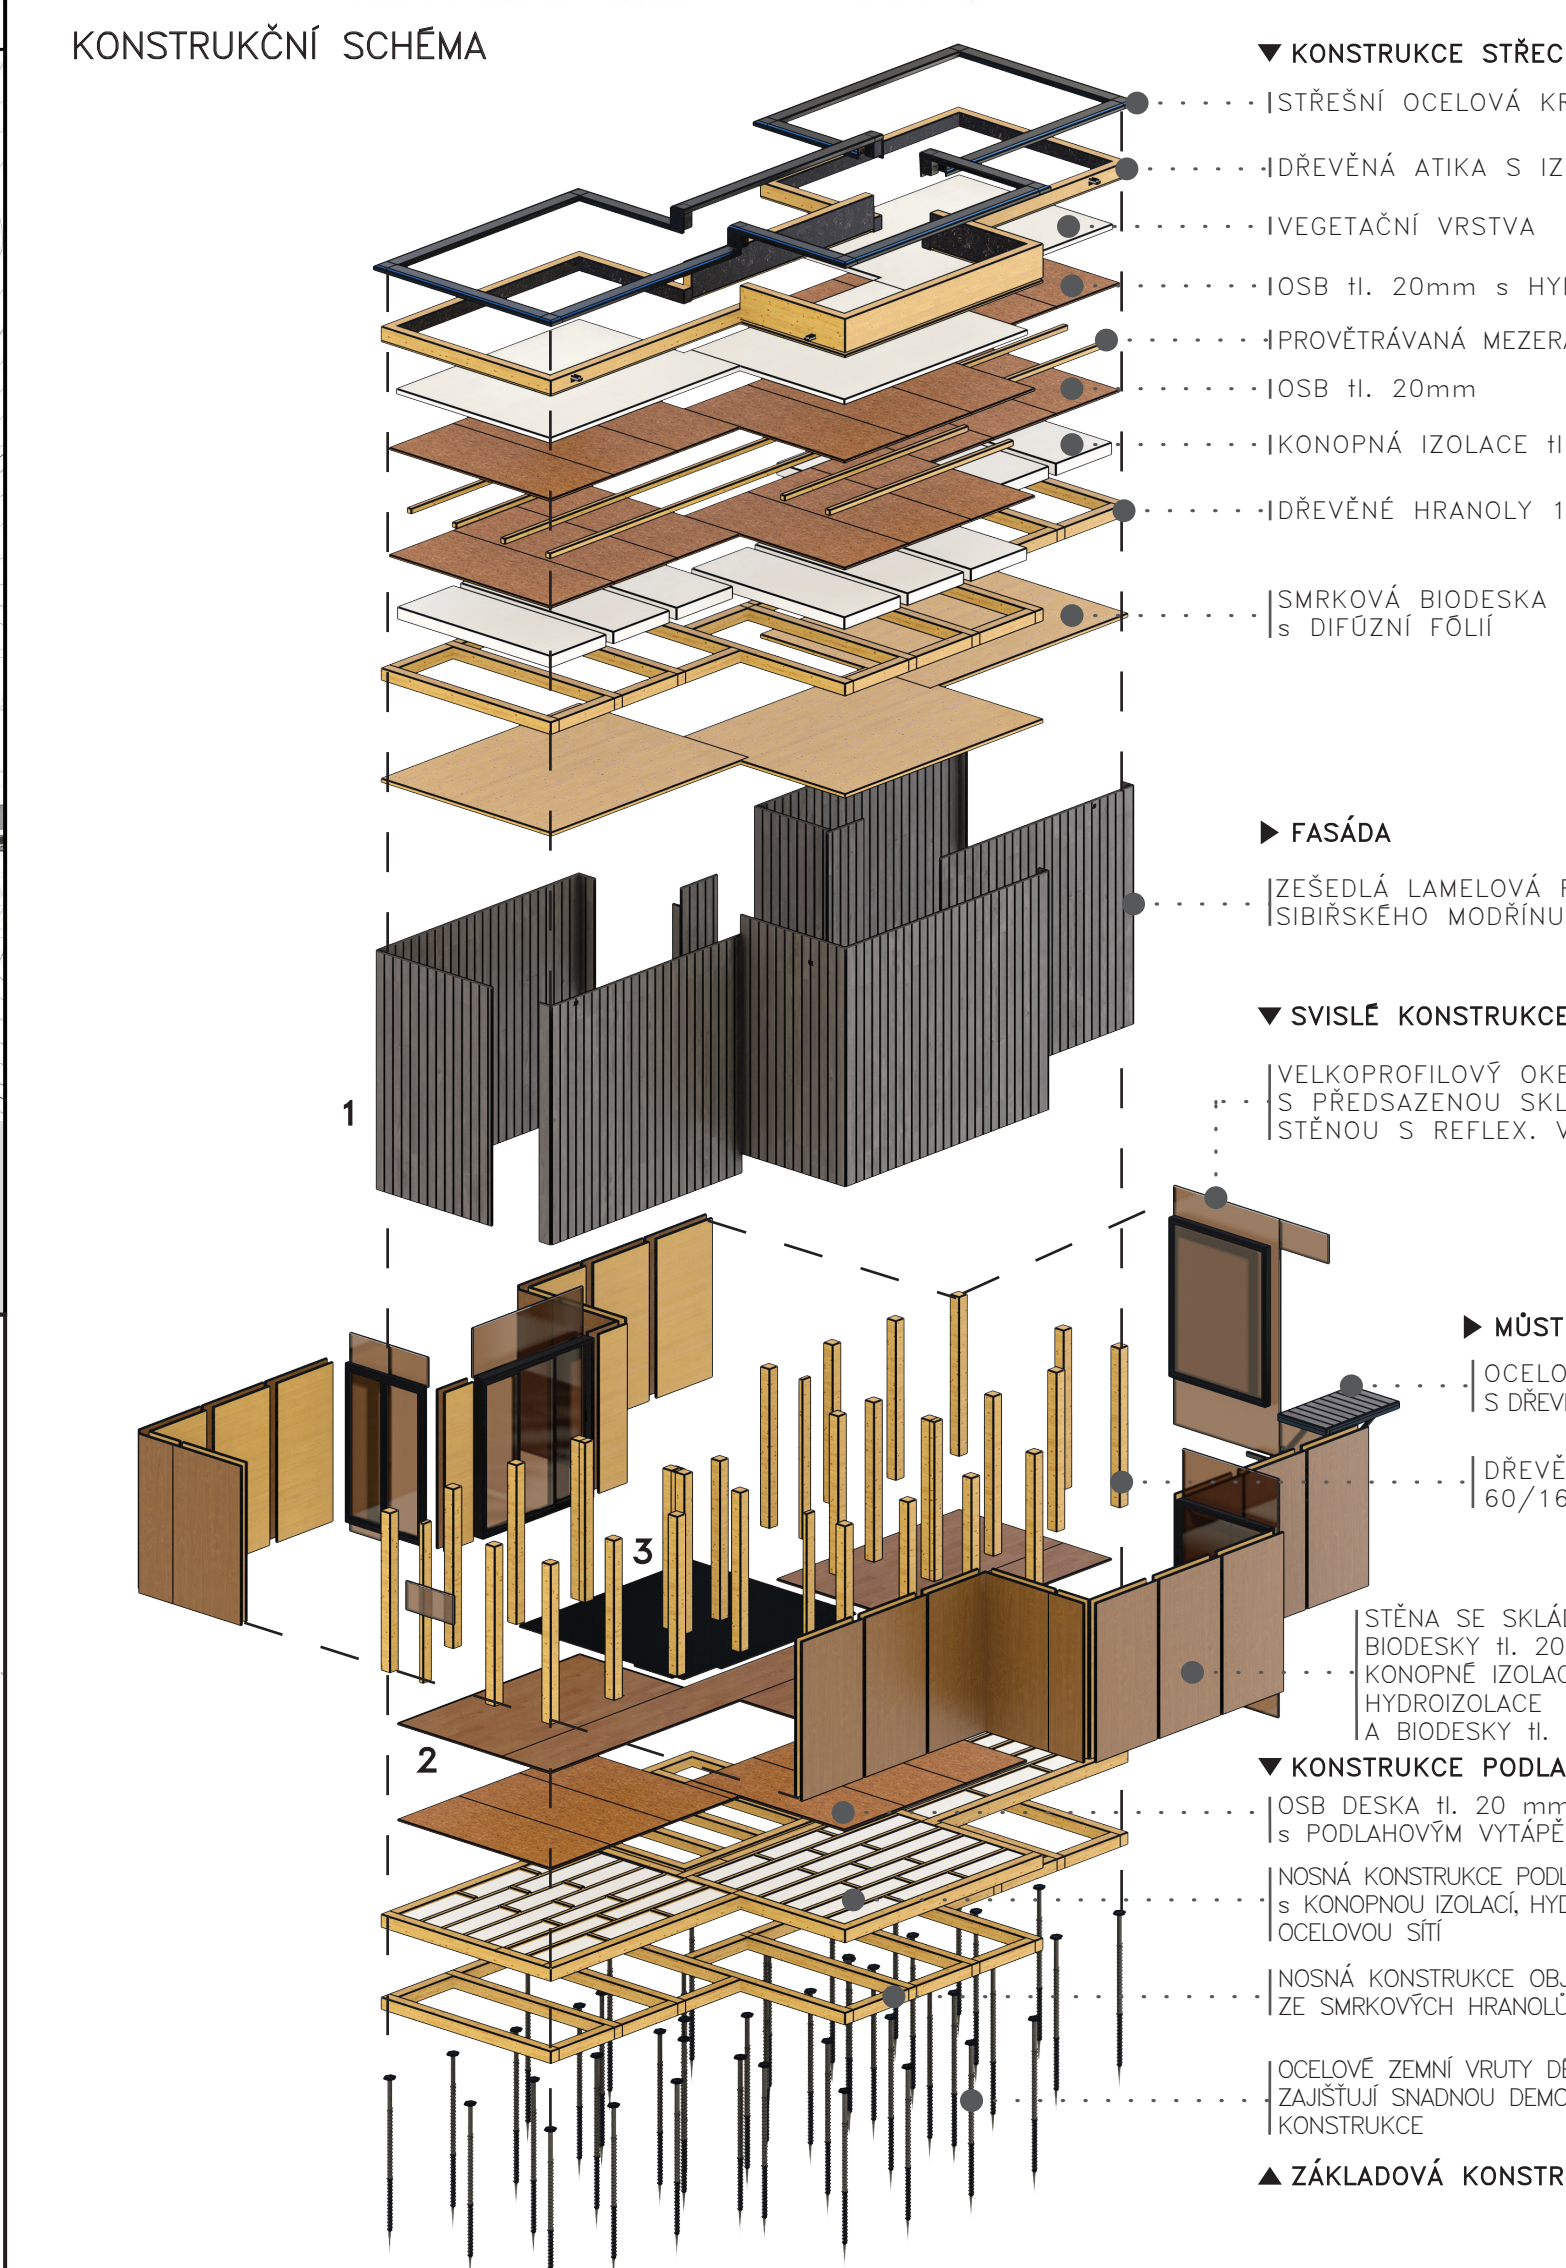 KONSTRUKČNÍ SCHÉMA
▼ KONSTRUKCE STŘEC
STŘEŠNÍ OCELOVÁ KR
DŘEVĚNÁ ATIKA S IZ
VEGETAČNÍ VRSTVA
OSB tl. 20mm s HY
PROVĚTRÁVANÁ MEZERA
OSB tl. 20mm
KONOPNÁ IZOLACE tl
DŘEVĚNÉ HRANOLY 1
SMRKOVÁ BIODESKA
s DIFÚZNÍ FÓLIÍ
▶ FASÁDA
ZEŠEDLÁ LAMELOVÁ F
SIBIŘSKÉHO MODŘÍNU
▼ SVISLÉ KONSTRUKCE
VELKOPROFILOVÝ OKE
S PŘEDSAZENOU SKL
STĚNOU S REFLEX. V
1
▶ MŮST
OCELO
S DŘEV
DŘEVĚ
60/16
3
STĚNA SE SKLÁD
BIODESKY tl. 20
KONOPNÉ IZOLAC
HYDROIZOLACE
A BIODESKY tl.
2
▼ KONSTRUKCE PODLA
OSB DESKA tl. 20 mm
s PODLAHOVÝM VYTÁPĚ
NOSNÁ KONSTRUKCE PODL
s KONOPNOU IZOLACÍ, HYD
OCELOVOU SÍTÍ
NOSNÁ KONSTRUKCE OBJ
ZE SMRKOVÝCH HRANOLŮ
OCELOVÉ ZEMNÍ VRUTY DÉ
ZAJIŠŤUJÍ SNADNOU DEMO
KONSTRUKCE
▲ ZÁKLADOVÁ KONSTR